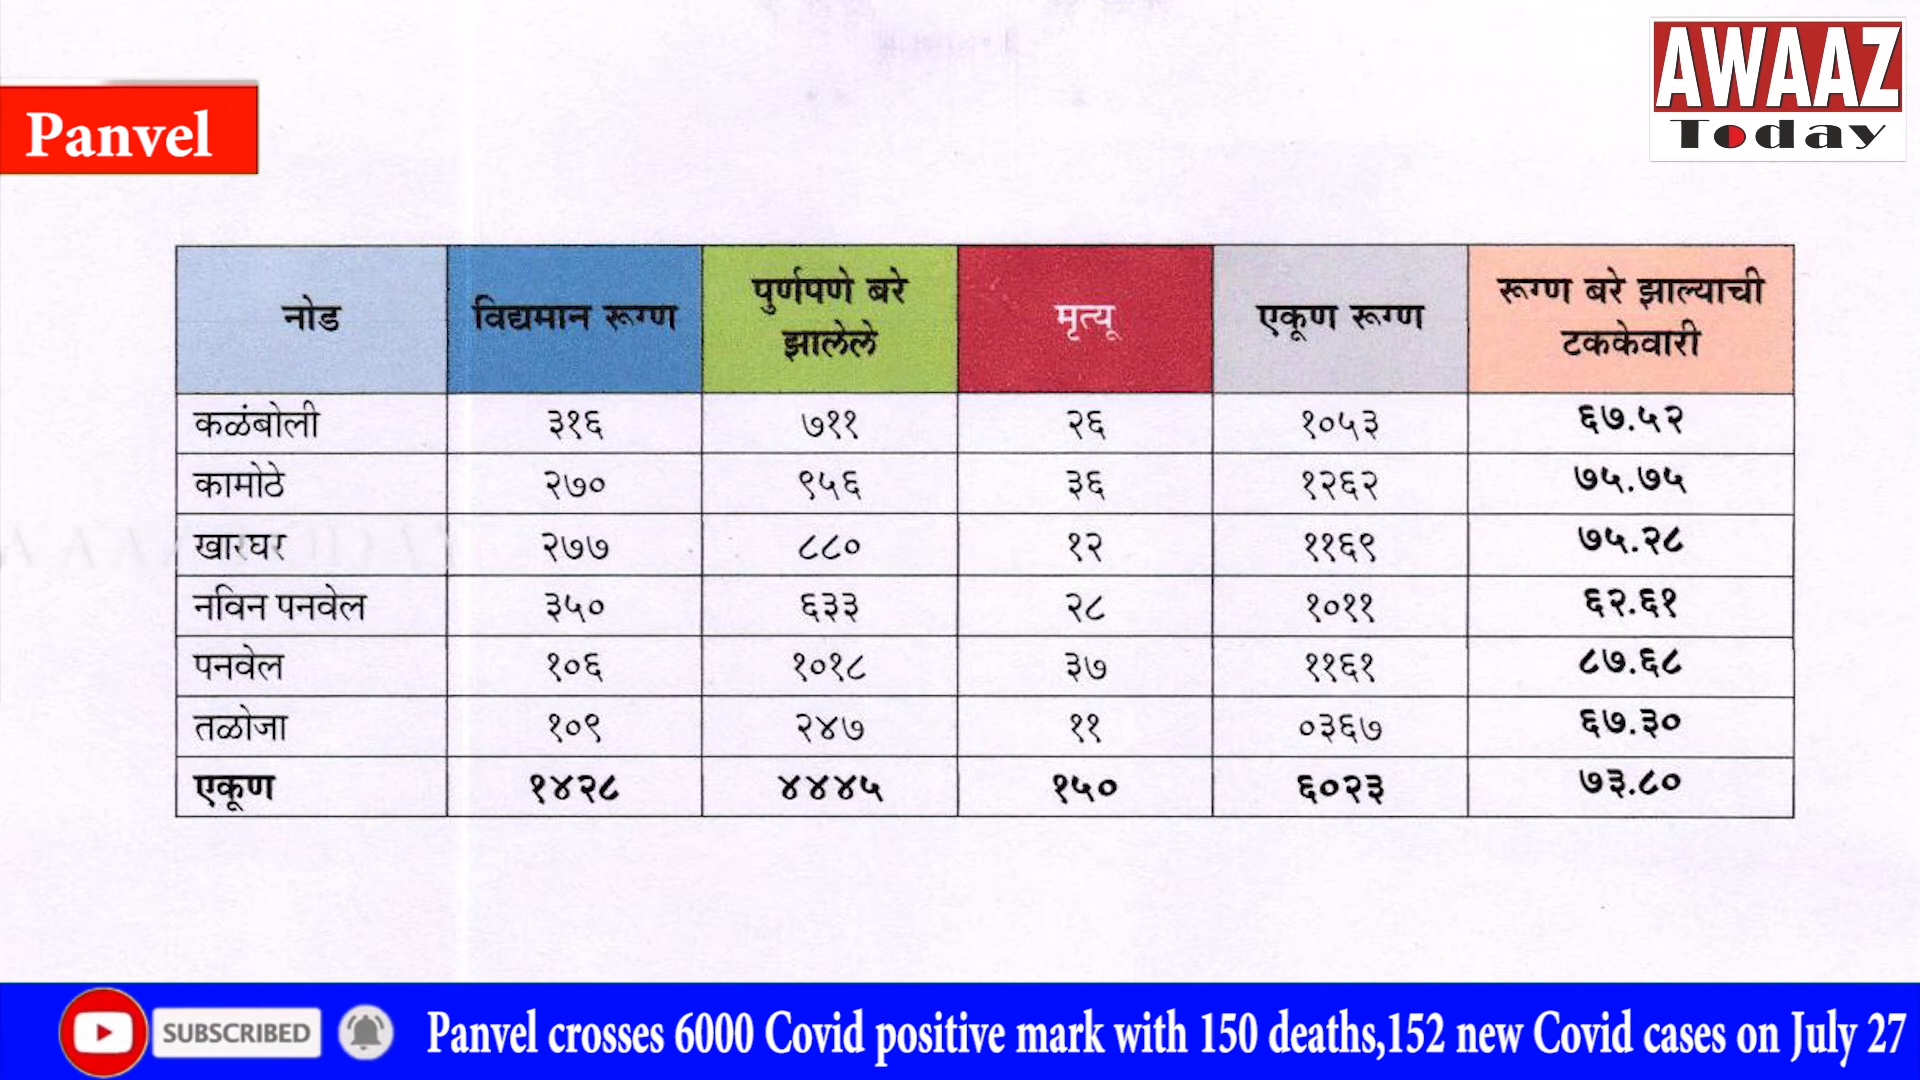 AWAAZ
Today
Panvel
नोड विद्यमान रूग्ण पुर्णपणे बरे झालेले मृत्यू एकूण रूग्ण रूग्ण बरे झाल्याची टक्केवारी
कळंबोली ३१६ ७११ २६ १०५३ ६७.५२
कामोठे २७० ९५६ ३६ १२६२ ७५.७५
खारघर २७७ ८८० १२ ११६९ ७५.२८
नविन पनवेल ३५० ६३३ २८ १०११ ६२.६१
पनवेल १०६ १०१८ ३७ ११६१ ८७.६८
तळोजा १०९ २४७ ११ ०३६७ ६७.३०
एकूण १४२८ ४४४५ १५० ६०२३ ७३.८०
SUBSCRIBED
Panvel crosses 6000 Covid positive mark with 150 deaths,152 new Covid cases on July 27